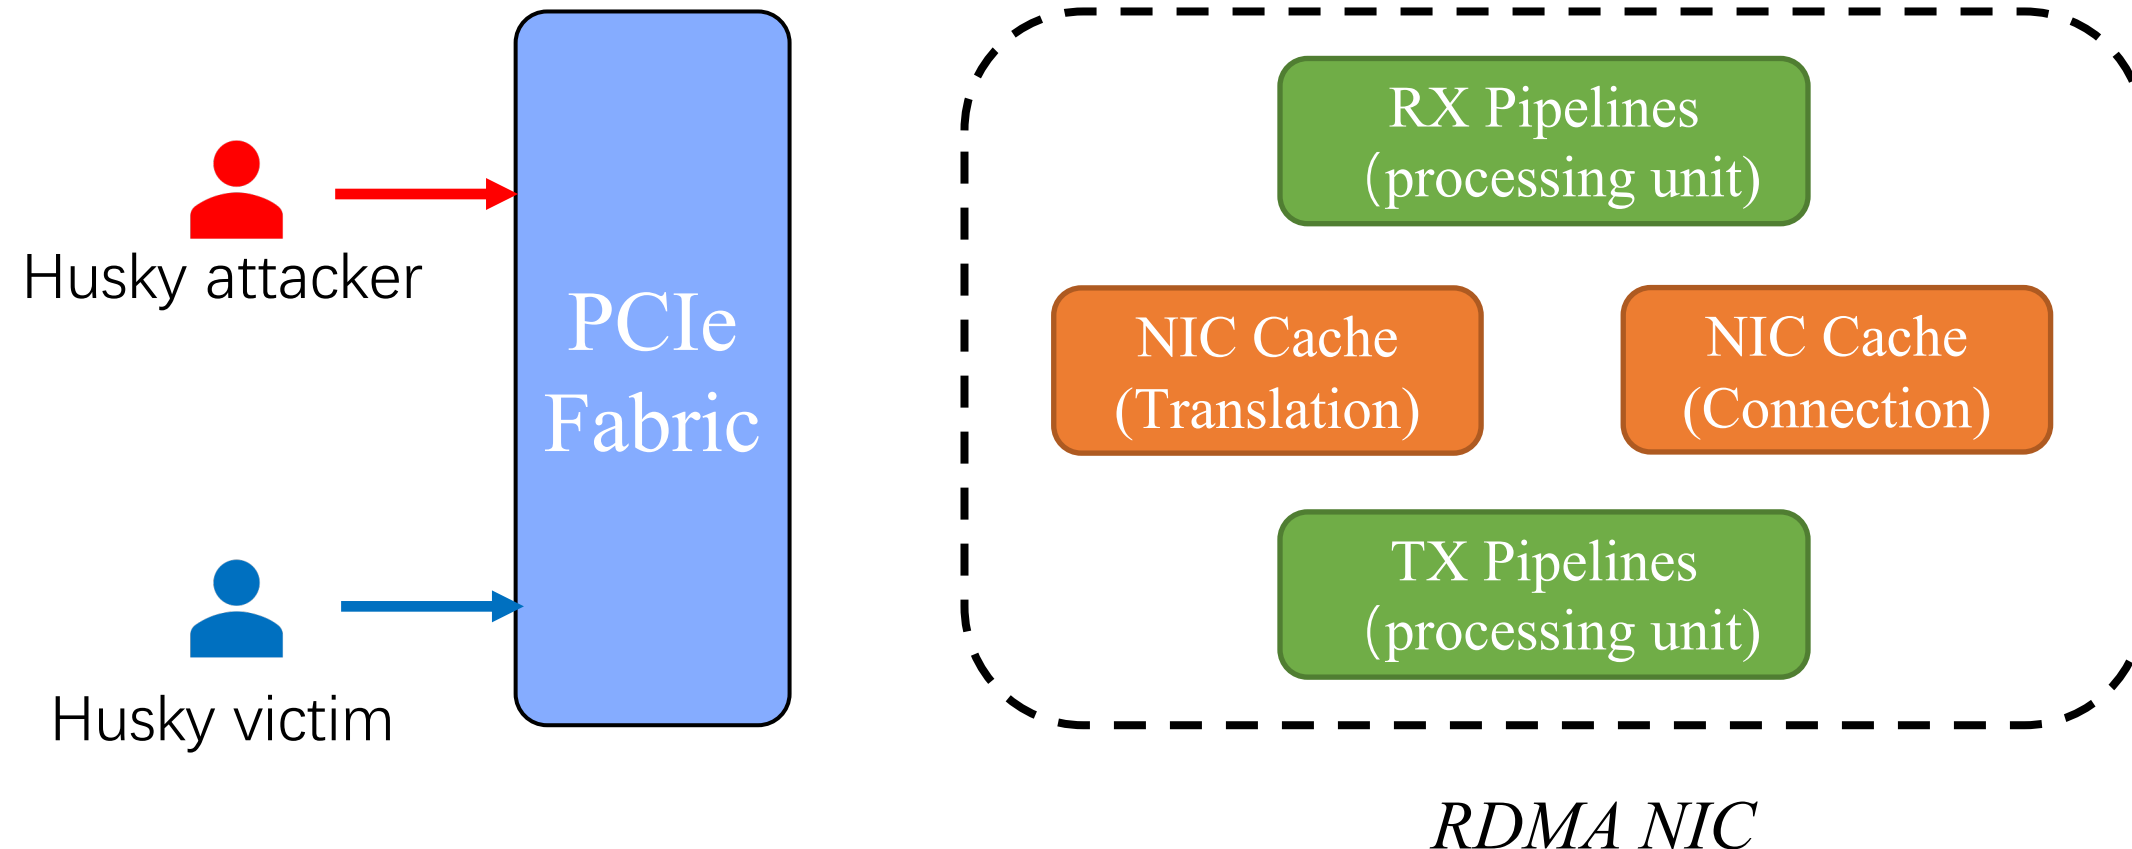 Husky attacker
Husky victim
PCIe
Fabric
RX Pipelines
（processing unit)
NIC Cache
(Translation)
NIC Cache
(Connection)
TX Pipelines
（processing unit)
RDMA NIC